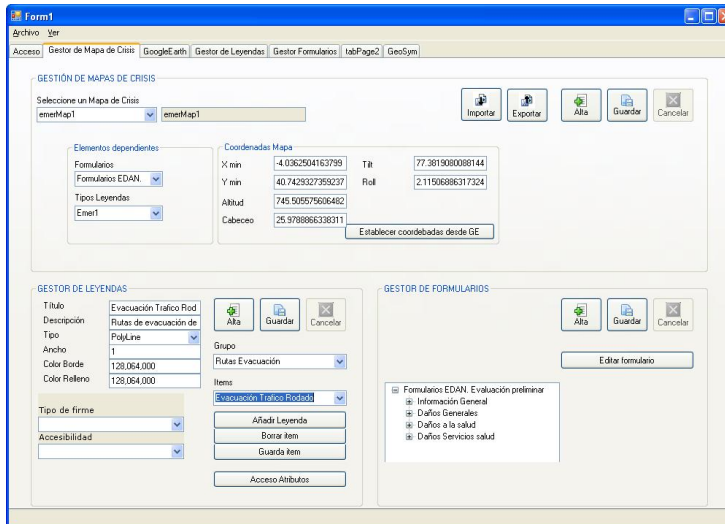 Form1
Archivo Ver
Acceso Gestor de Mapa de Crisis GoogleEarth Gestor de Leyendas Gestor Formularios tabPage2 GeoSym
GESTIÓN DE MAPAS DE CRISIS
Seleccione un Mapa de Crisis
emerMap1 emerMap1
Importar Exportar Alta Guardar Cancelar
Elementos dependientes
Formularios
Formularios EDAN.
Tipos Leyendas
Emer1
Coordenadas Mapa
X min -4.0362504163799 Tilt 77.3819080088144
Y min 40.7429327359237 Roll 2.11506886317324
Altitud 745.505575606482
Cabeceo 25.9788866338311
Establecer coordebadas desde GE
GESTOR DE LEYENDAS
Título Evacuación Trafico Rod
Descripción Rutas de evacuación de
Tipo PolyLine
Ancho 1
Color Borde 128,064,000
Color Relleno 128,064,000
Tipo de firme
Accesibilidad
Alta Guardar Cancelar
Grupo
Rutas Evacuación
Items
Evacuación Trafico Rodado
Añadir Leyenda
Borrar item
Guarda item
Acceso Atributos
GESTOR DE FORMULARIOS
Alta Guardar Cancelar
Editar formulario
Formularios EDAN. Evaluación preliminar
Información General
Daños Generales
Daños a la salud
Daños Servicios salud